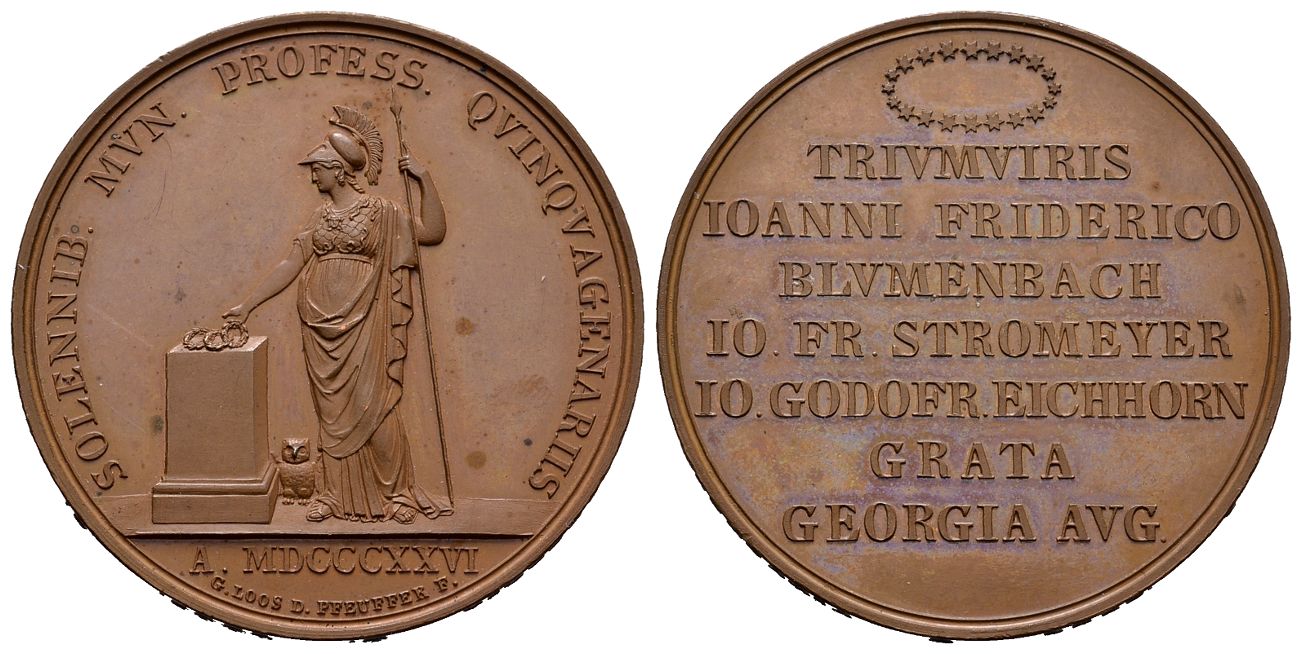 SOLENNIB. MVN. PROFESS. QVINQVAGENARIIS
A. MDCCCXXVI
G. LOOS D. PFEUFFER F.
TRIVMVIRIS
IOANNI FRIDERICO
BLVMENBACH
IO. FR. STROMEYER
IO. GODOFR. EICHHORN
GRATA
GEORGIA AVG.